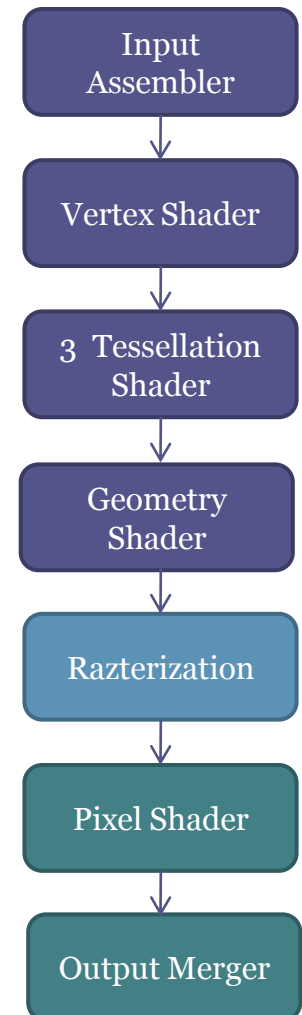 Input
Assembler
Vertex Shader
3 Tessellation
Shader
Geometry
Shader
Razterization
Pixel Shader
Output Merger